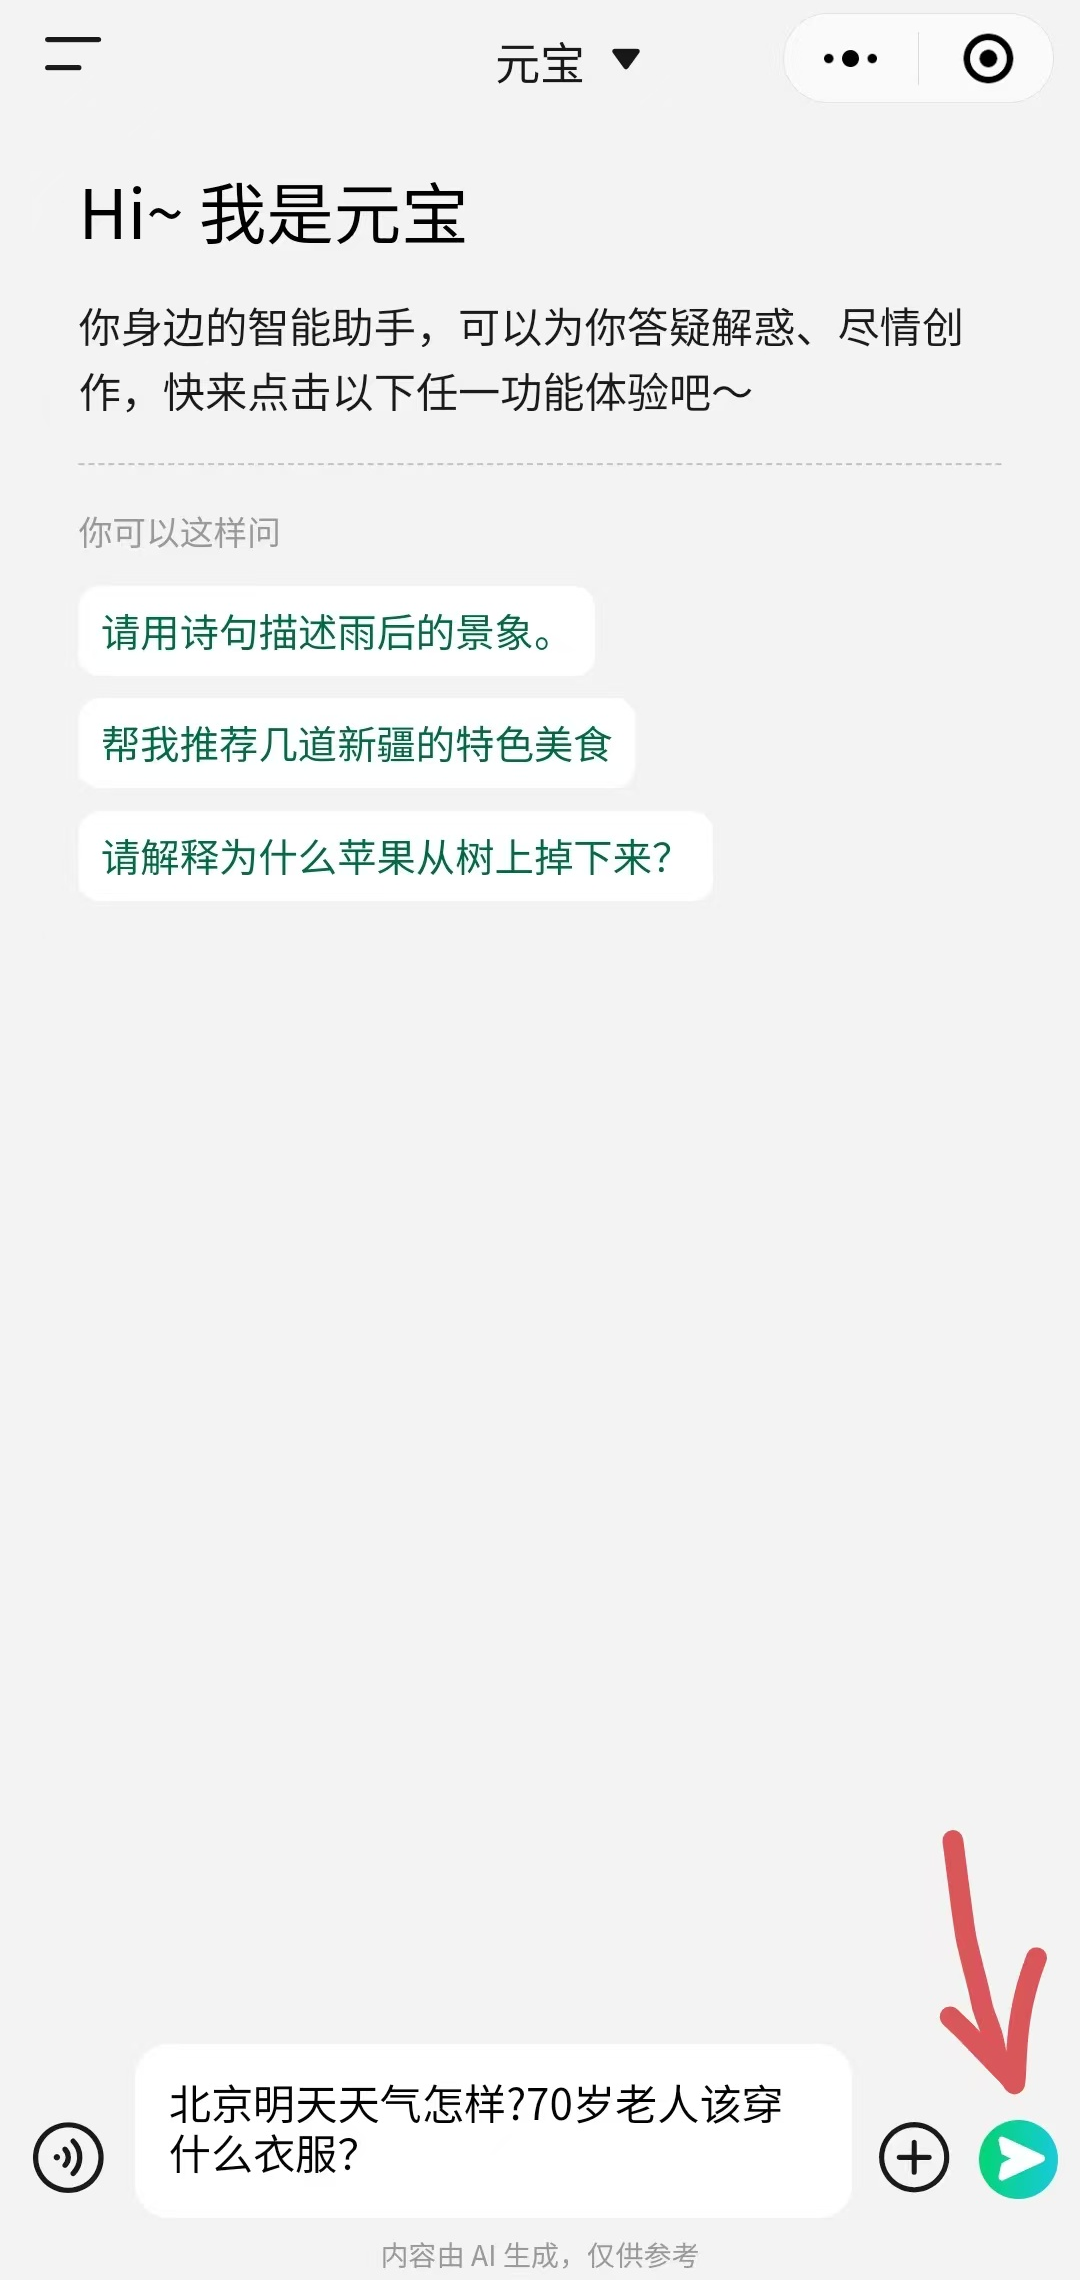 元宝
Hi~ 我是元宝
你身边的智能助手，可以为你答疑解惑、尽情创
作，快来点击以下任一功能体验吧～
你可以这样问
请用诗句描述雨后的景象。
帮我推荐几道新疆的特色美食
请解释为什么苹果从树上掉下来？
北京明天天气怎样?70岁老人该穿
什么衣服？
内容由 AI 生成，仅供参考